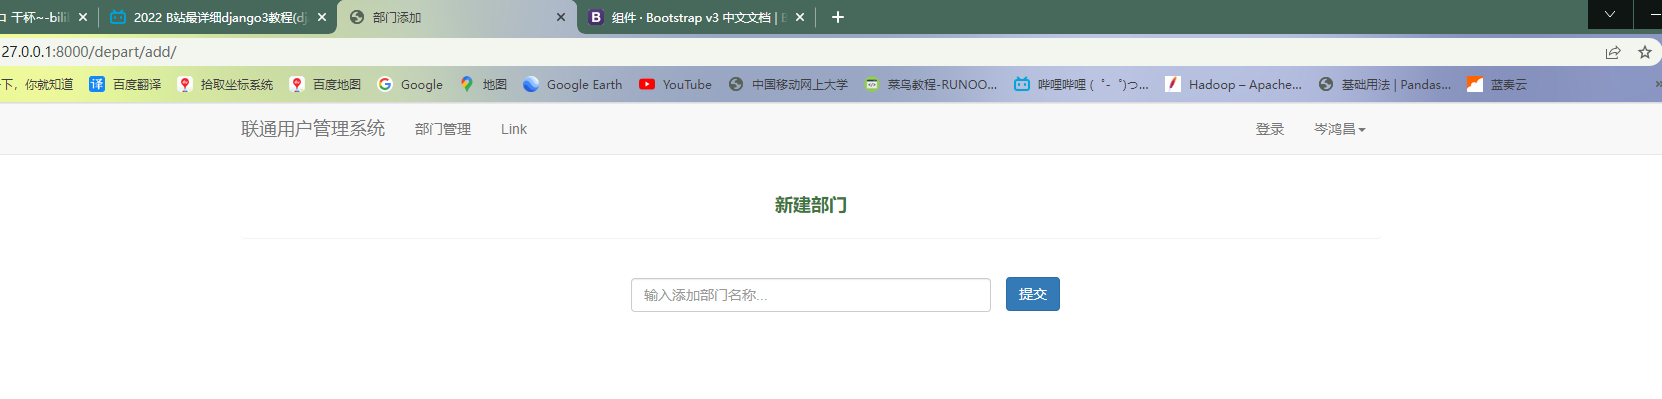 干杯~-bili
2022 B站最详细django3教程(dj
部门添加
组件 · Bootstrap v3 中文文档 |
27.0.0.1:8000/depart/add/
下，你就知道 百度翻译 拾取坐标系统 百度地图 Google 地图 Google Earth YouTube 中国移动网上大学 菜鸟教程-RUNOO... 哔哩哔哩 (゜-゜)つ... Hadoop – Apache... 基础用法 | Pandas... 蓝奏云 »
联通用户管理系统 部门管理 Link 登录 岑鸿昌
新建部门
输入添加部门名称... 提交